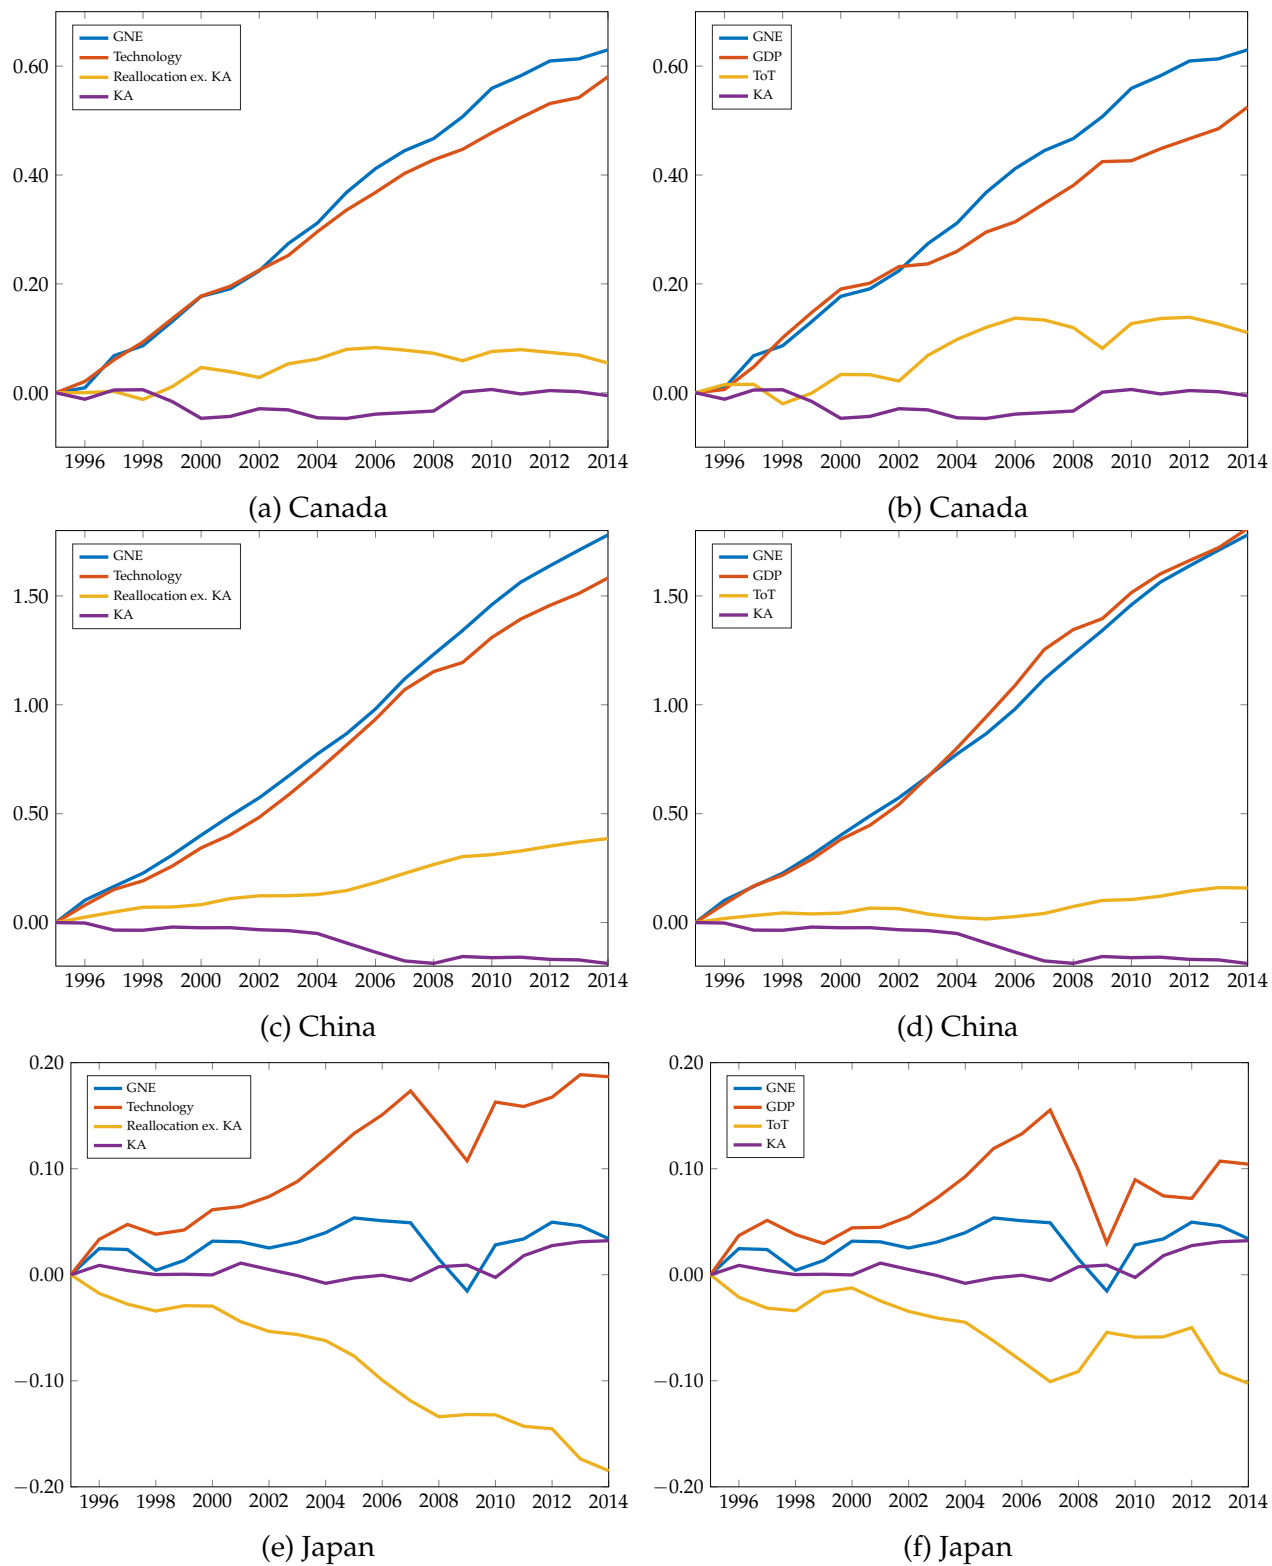 GNE
Technology
Reallocation ex. KA
KA
0.60
0.40
0.20
0.00
1996 1998 2000 2002 2004 2006 2008 2010 2012 2014
(a) Canada
GNE
GDP
ToT
KA
0.60
0.40
0.20
0.00
1996 1998 2000 2002 2004 2006 2008 2010 2012 2014
(b) Canada
GNE
Technology
Reallocation ex. KA
KA
1.50
1.00
0.50
0.00
1996 1998 2000 2002 2004 2006 2008 2010 2012 2014
(c) China
GNE
GDP
ToT
KA
1.50
1.00
0.50
0.00
1996 1998 2000 2002 2004 2006 2008 2010 2012 2014
(d) China
0.20
GNE
Technology
Reallocation ex. KA
KA
0.10
0.00
−0.10
−0.20
1996 1998 2000 2002 2004 2006 2008 2010 2012 2014
(e) Japan
0.20
GNE
GDP
ToT
KA
0.10
0.00
−0.10
−0.20
1996 1998 2000 2002 2004 2006 2008 2010 2012 2014
(f) Japan